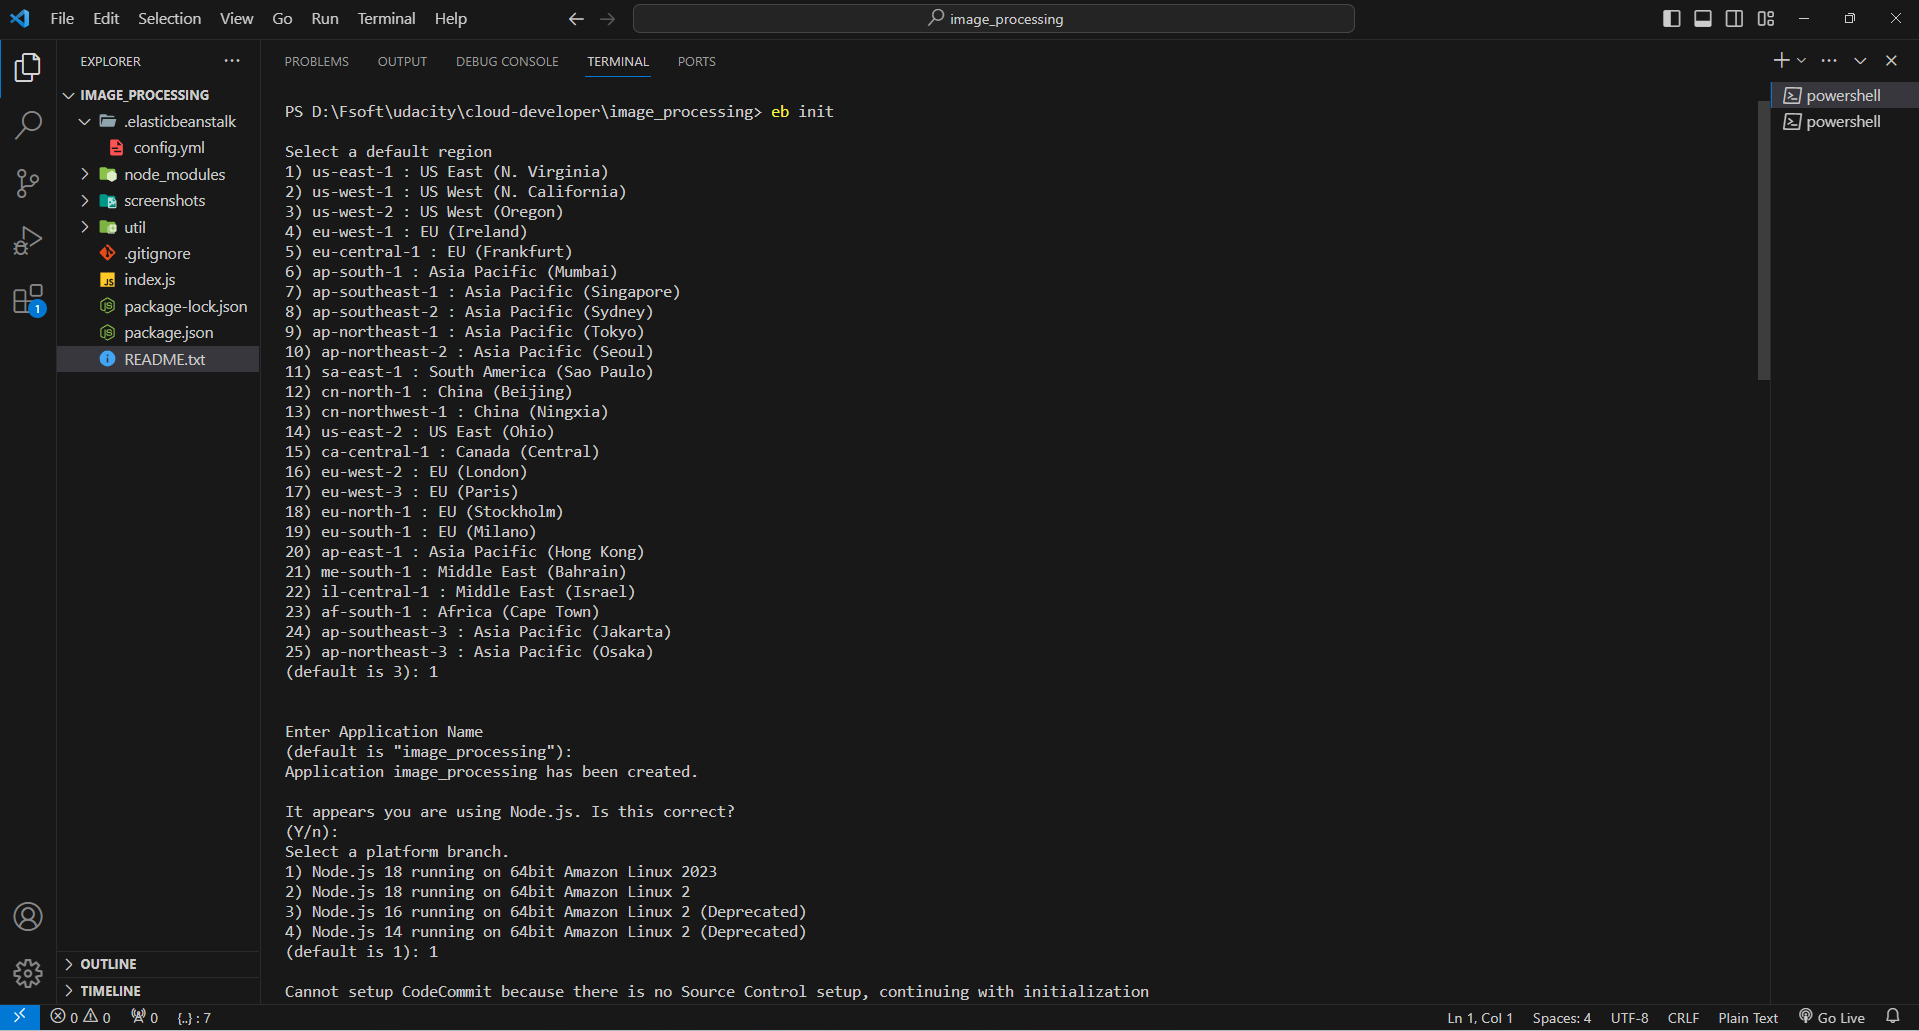 File Edit Selection View Go Run Terminal Help
image_processing
EXPLORER
IMAGE_PROCESSING
.elasticbeanstalk
config.yml
node_modules
screenshots
util
.gitignore
JS index.js
package-lock.json
package.json
README.txt
OUTLINE
TIMELINE
1
PROBLEMS OUTPUT DEBUG CONSOLE TERMINAL PORTS
PS D:\Fsoft\udacity\cloud-developer\image_processing> eb init
Select a default region
1) us-east-1 : US East (N. Virginia)
2) us-west-1 : US West (N. California)
3) us-west-2 : US West (Oregon)
4) eu-west-1 : EU (Ireland)
5) eu-central-1 : EU (Frankfurt)
6) ap-south-1 : Asia Pacific (Mumbai)
7) ap-southeast-1 : Asia Pacific (Singapore)
8) ap-southeast-2 : Asia Pacific (Sydney)
9) ap-northeast-1 : Asia Pacific (Tokyo)
10) ap-northeast-2 : Asia Pacific (Seoul)
11) sa-east-1 : South America (Sao Paulo)
12) cn-north-1 : China (Beijing)
13) cn-northwest-1 : China (Ningxia)
14) us-east-2 : US East (Ohio)
15) ca-central-1 : Canada (Central)
16) eu-west-2 : EU (London)
17) eu-west-3 : EU (Paris)
18) eu-north-1 : EU (Stockholm)
19) eu-south-1 : EU (Milano)
20) ap-east-1 : Asia Pacific (Hong Kong)
21) me-south-1 : Middle East (Bahrain)
22) il-central-1 : Middle East (Israel)
23) af-south-1 : Africa (Cape Town)
24) ap-southeast-3 : Asia Pacific (Jakarta)
25) ap-northeast-3 : Asia Pacific (Osaka)
(default is 3): 1
Enter Application Name
(default is "image_processing"):
Application image_processing has been created.
It appears you are using Node.js. Is this correct?
(Y/n):
Select a platform branch.
1) Node.js 18 running on 64bit Amazon Linux 2023
2) Node.js 18 running on 64bit Amazon Linux 2
3) Node.js 16 running on 64bit Amazon Linux 2 (Deprecated)
4) Node.js 14 running on 64bit Amazon Linux 2 (Deprecated)
(default is 1): 1
Cannot setup CodeCommit because there is no Source Control setup, continuing with initialization
powershell
powershell
0 0 0 {..} : 7 Ln 1, Col 1 Spaces: 4 UTF-8 CRLF Plain Text Go Live